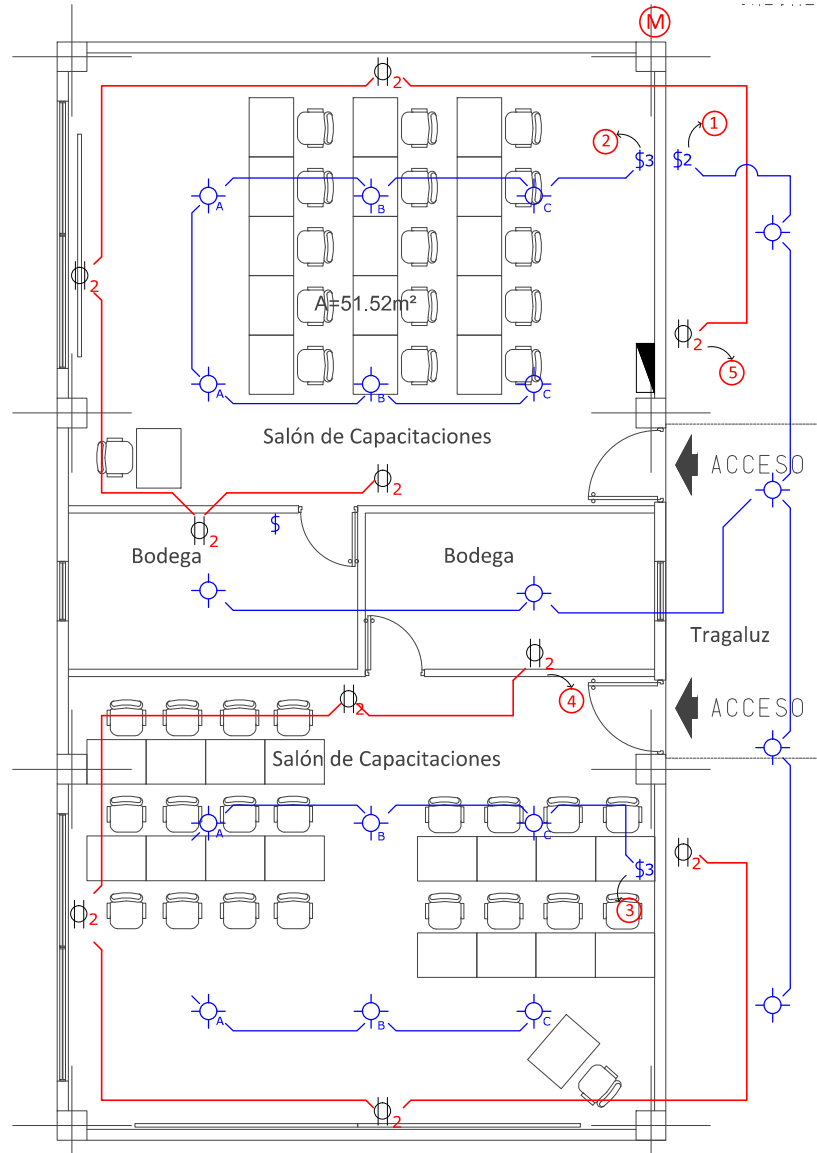 M
2
2
$3
$2
1
A
B
C
2
A=51.52m²
2
5
A
B
C
Salón de Capacitaciones
ACCESO
2
2
$
Bodega
Bodega
Tragaluz
2
4
2
ACCESO
Salón de Capacitaciones
A
B
C
2
$3
3
2
A
B
C
2